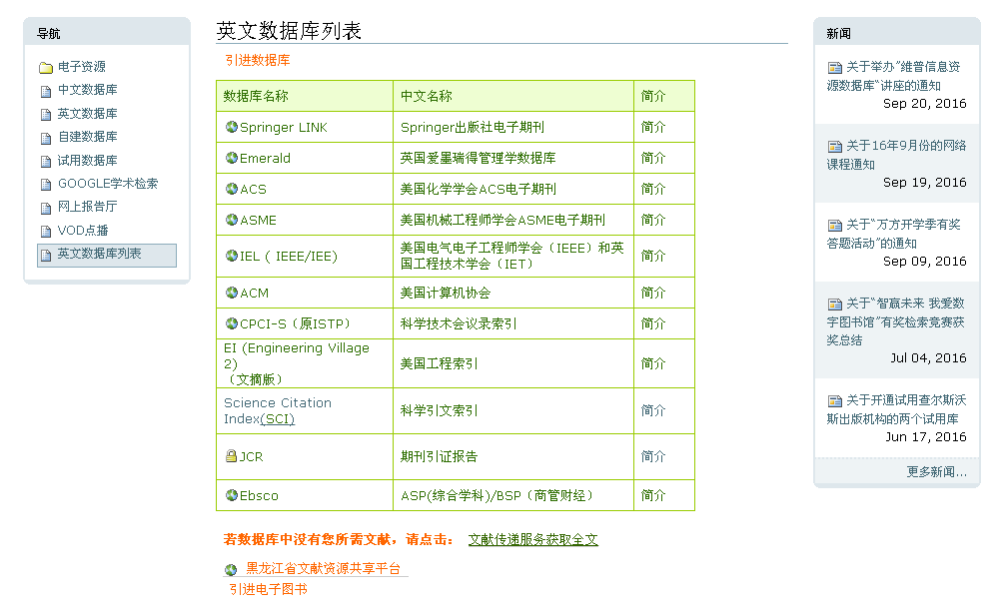 导航
电子资源
中文数据库
英文数据库
自建数据库
试用数据库
GOOGLE学术检索
网上报告厅
VOD点播
英文数据库列表
英文数据库列表
引进数据库
数据库名称 中文名称 简介
Springer LINK Springer出版社电子期刊 简介
Emerald 英国爱墨瑞得管理学数据库 简介
ACS 美国化学学会ACS电子期刊 简介
ASME 美国机械工程师学会ASME电子期刊 简介
IEL ( IEEE/IEE) 美国电气电子工程师学会（IEEE）和英
国工程技术学会（IET） 简介
ACM 美国计算机协会 简介
CPCI-S（原ISTP） 科学技术会议录索引 简介
EI (Engineering Village
2)
（文摘版） 美国工程索引 简介
Science Citation
Index(SCI) 科学引文索引 简介
JCR 期刊引证报告 简介
Ebsco ASP(综合学科)/BSP（商管财经） 简介
若数据库中没有您所需文献，请点击： 文献传递服务获取全文
黑龙江省文献资源共享平台
引进电子图书
新闻
关于举办"维普信息资
源数据库"讲座的通知
Sep 20, 2016
关于16年9月份的网络
课程通知
Sep 19, 2016
关于“万方开学季有奖
答题活动”的通知
Sep 09, 2016
关于“智赢未来 我爱数
字图书馆”有奖检索竞赛获
奖总结
Jul 04, 2016
关于开通试用查尔斯沃
斯出版机构的两个试用库
Jun 17, 2016
更多新闻...